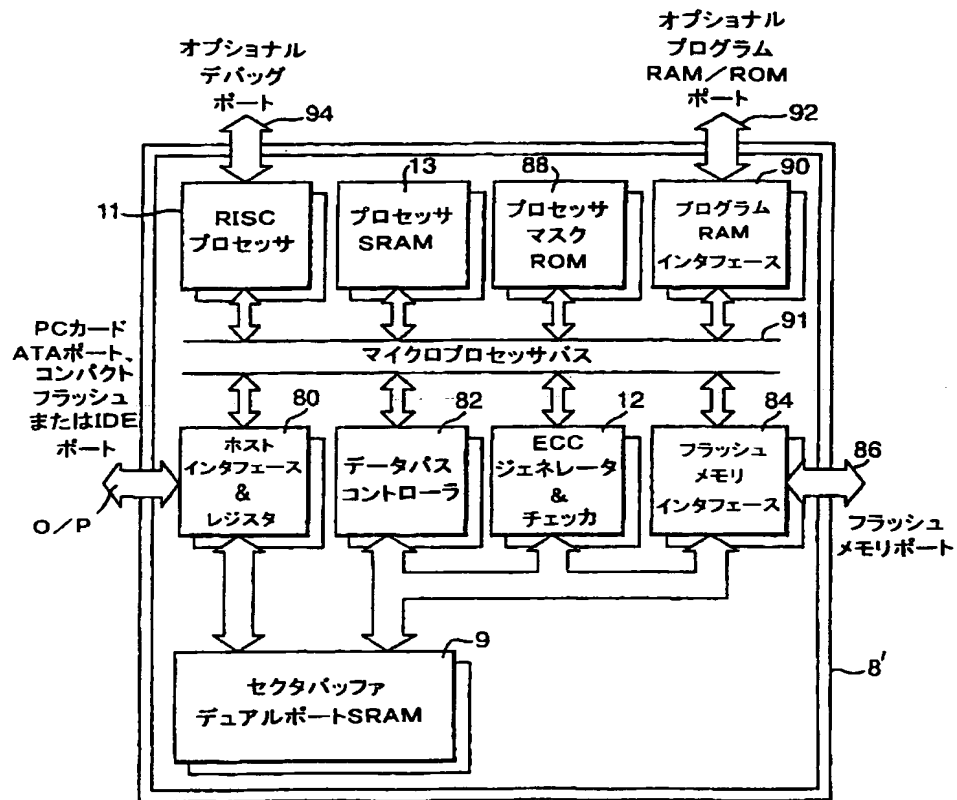 オプショナル
デバッグ
ポート
94
オプショナル
プログラム
RAM/ROM
ポート
92
11
RISC
プロセッサ
13
プロセッサ
SRAM
88
プロセッサ
マスク
ROM
90
プログラム
RAM
インタフェース
91
マイクロプロセッサバス
PCカード
ATAポート、
コンパクト
フラッシュ
またはIDE
ポート
O/P
80
ホスト
インタフェース
&
レジスタ
82
データパス
コントローラ
12
ECC
ジェネレータ
&
チェッカ
84
フラッシュ
メモリ
インタフェース
86
フラッシュ
メモリポート
9
セクタバッファ
デュアルポートSRAM
8'